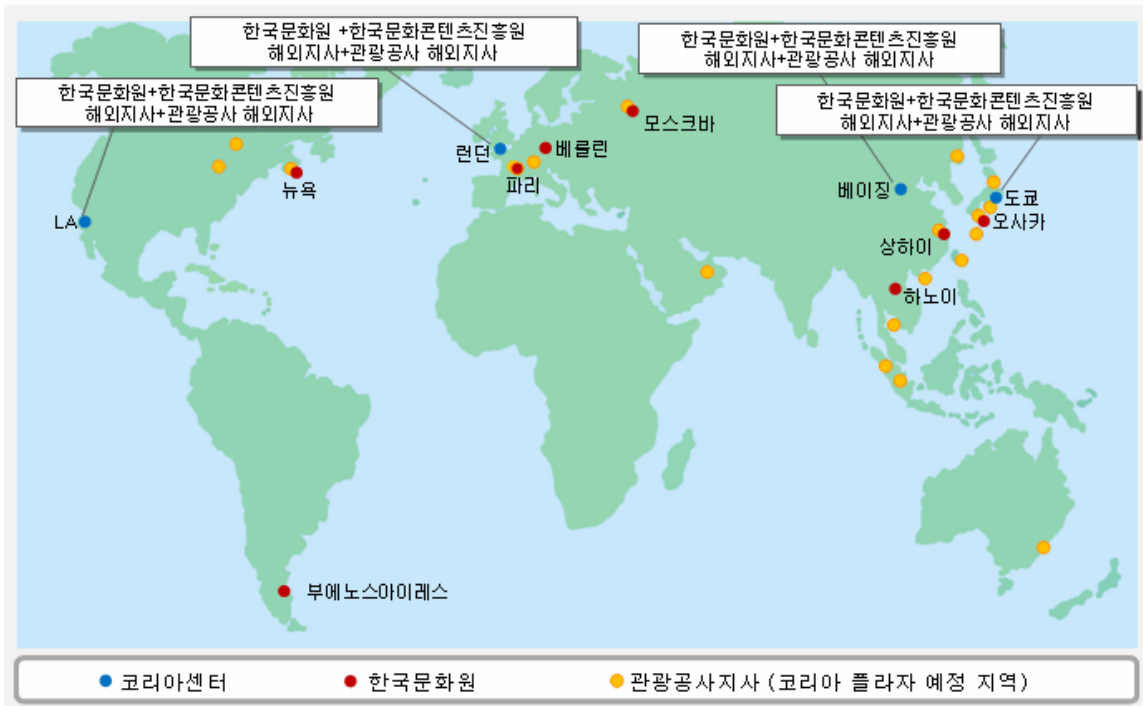 한국문화원 +한국문화콘텐츠진흥원
해외지사+관광공사 해외지사
한국문화원+한국문화콘텐츠진흥원
해외지사+관광공사 해외지사
한국문화원+한국문화콘텐츠진흥원
해외지사+관광공사 해외지사
한국문화원+한국문화콘텐츠진흥원
해외지사+관광공사 해외지사
모스크바
런던
베를린
파리
뉴욕
베이징
도쿄
LA
오사카
상하이
하노이
부에노스아이레스
코리아센터
한국문화원
관광공사지사 (코리아 플라자 예정 지역)